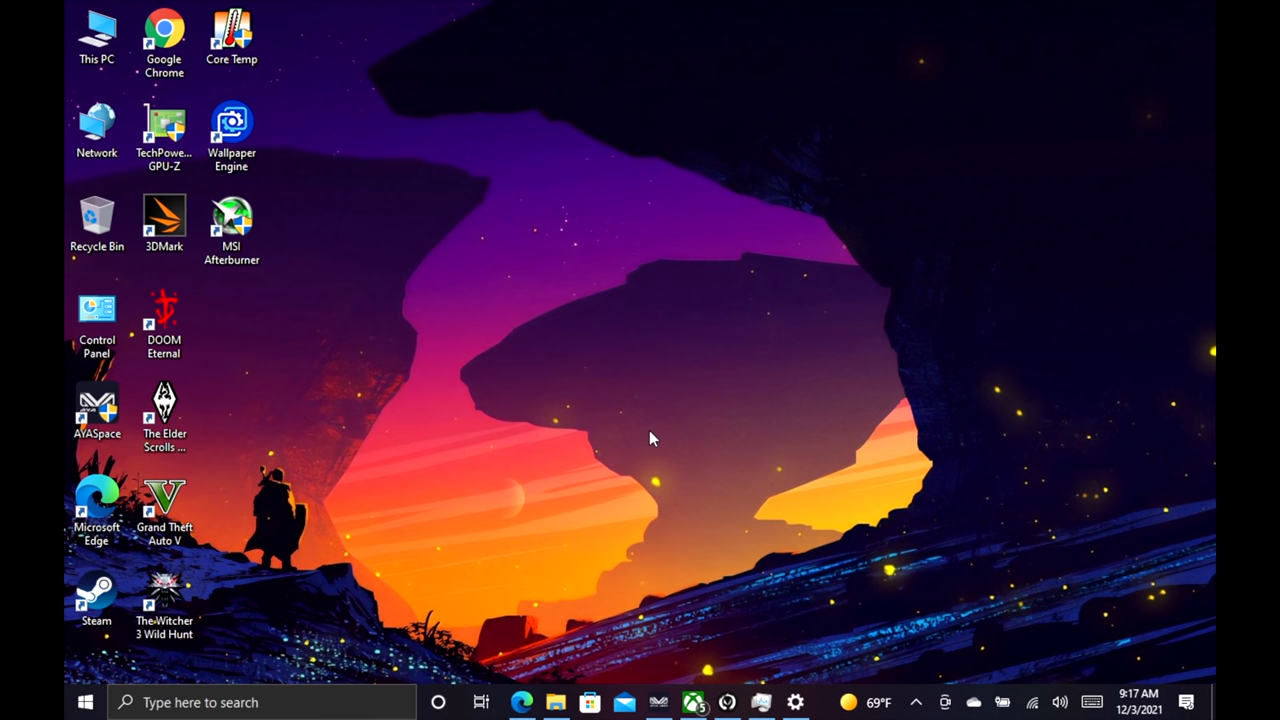 This PC
Google
Chrome
Core Temp
Network
TechPowe...
GPU-Z
Wallpaper
Engine
Recycle Bin
3DMark
MSI
Afterburner
Control
Panel
DOOM
Eternal
AYASpace
The Elder
Scrolls ...
Microsoft
Edge
Grand Theft
Auto V
Steam
The Witcher
3 Wild Hunt
Type here to search
5
69°F
9:17 AM
12/3/2021